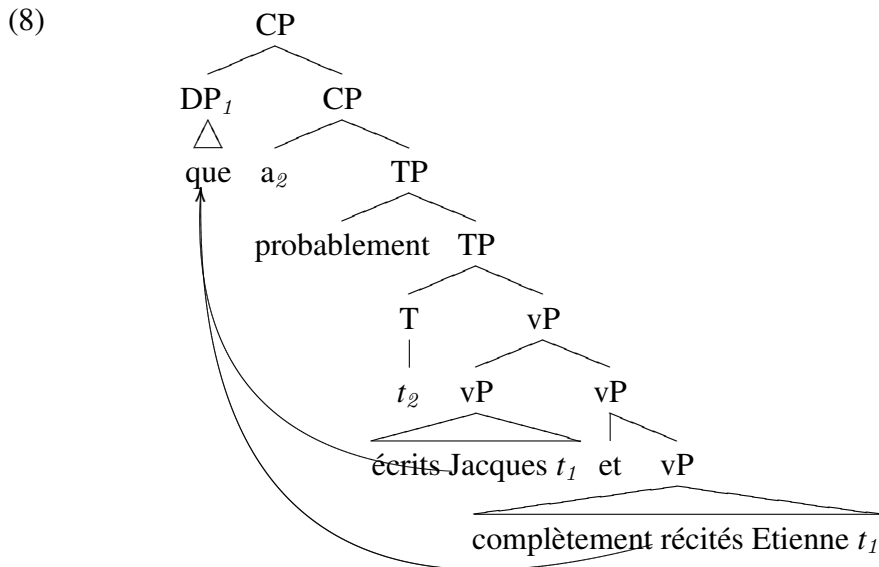 (8) CP
DP1 CP
que a2 TP
probablement TP
T vP
t2 vP vP
écrits Jacques t1 et vP
complètement récités Etienne t1